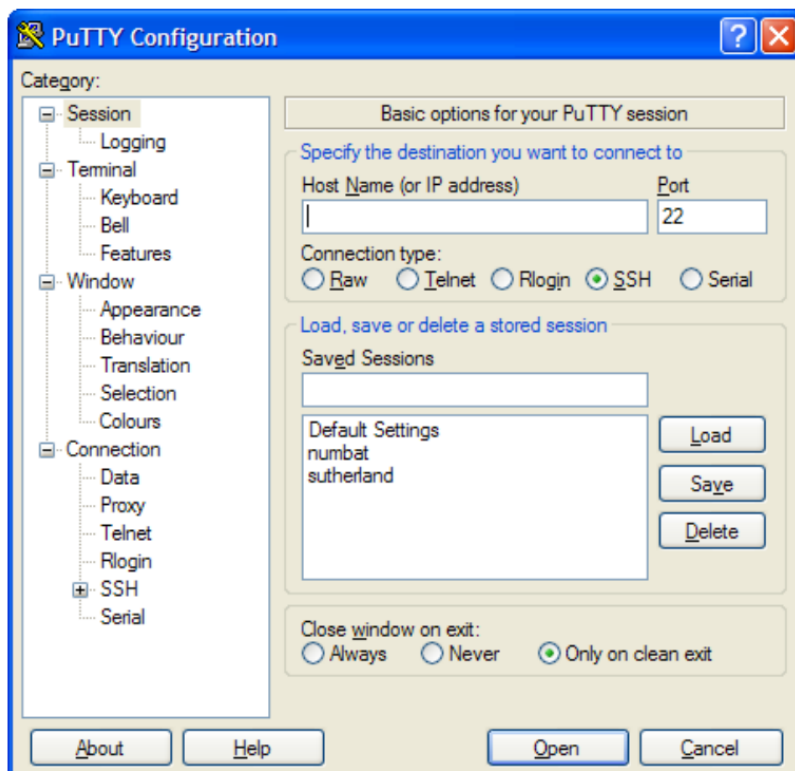 PuTTY Configuration
Category:
Session
Logging
Terminal
Keyboard
Bell
Features
Window
Appearance
Behaviour
Translation
Selection
Colours
Connection
Data
Proxy
Telnet
Rlogin
SSH
Serial
Basic options for your PuTTY session
Specify the destination you want to connect to
Host Name (or IP address) Port
22
Connection type:
Raw Telnet Rlogin SSH Serial
Load, save or delete a stored session
Saved Sessions
Default Settings
numbat
sutherland
Load
Save
Delete
Close window on exit:
Always Never Only on clean exit
About Help Open Cancel